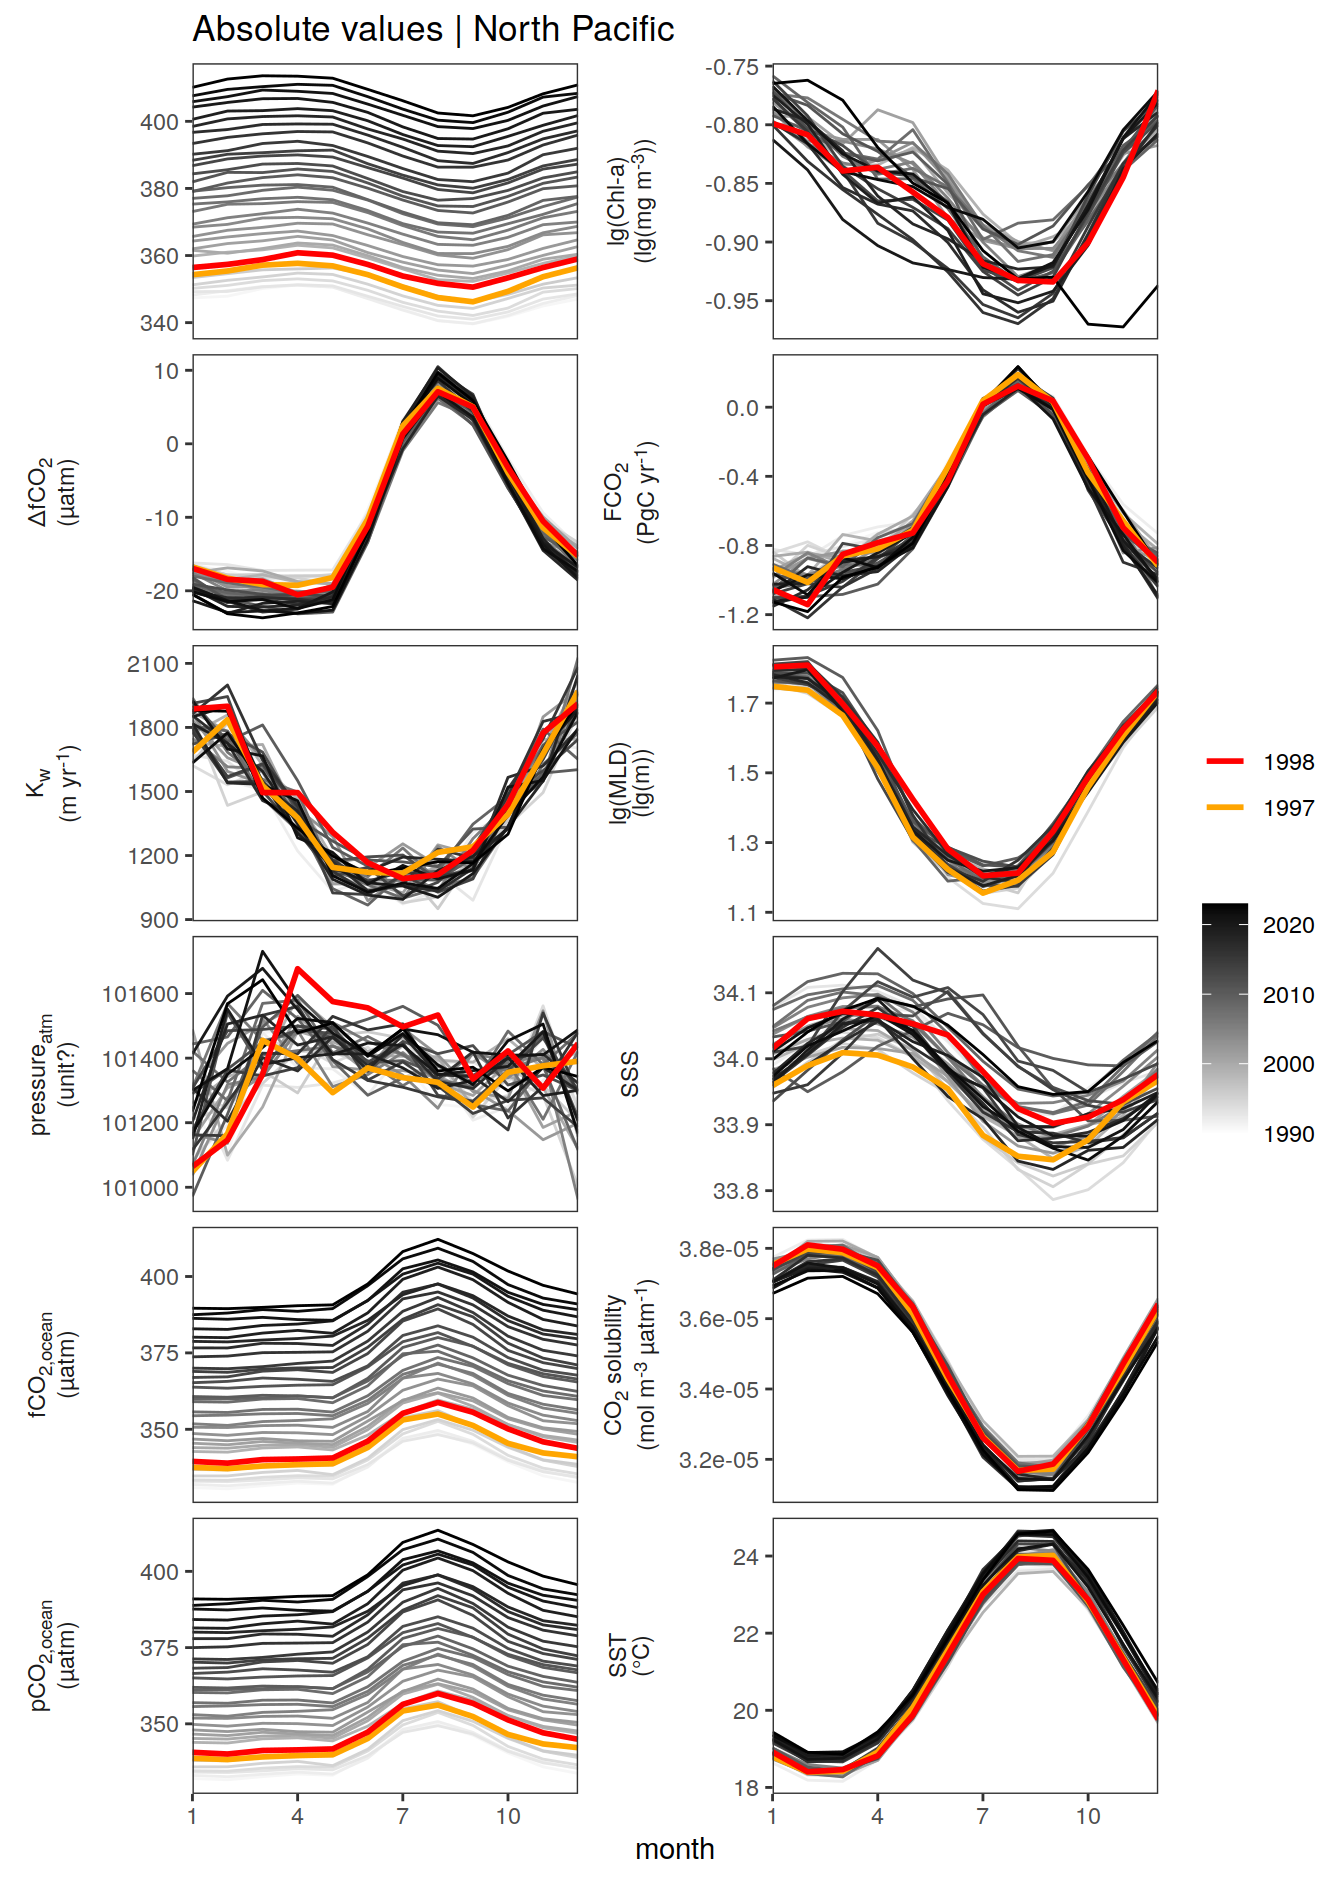 Absolute values | North Pacific
400
380
360
340
lg(Chl-a)
(lg(mg m⁻³))
-0.75
-0.80
-0.85
-0.90
-0.95
ΔfCO₂
(µatm)
10
0
-10
-20
FCO₂
(PgC yr⁻¹)
0.0
-0.4
-0.8
-1.2
Kw
(m yr⁻¹)
2100
1800
1500
1200
900
lg(MLD)
(lg(m))
1.7
1.5
1.3
1.1
pressureatm
(unit?)
101600
101400
101200
101000
SSS
34.1
34.0
33.9
33.8
fCO₂,ocean
(µatm)
400
375
350
CO₂ solubility
(mol m⁻³ µatm⁻¹)
3.8e-05
3.6e-05
3.4e-05
3.2e-05
pCO₂,ocean
(µatm)
400
375
350
SST
(°C)
24
22
20
18
1 4 7 10
1 4 7 10
month
1998
1997
2020
2010
2000
1990